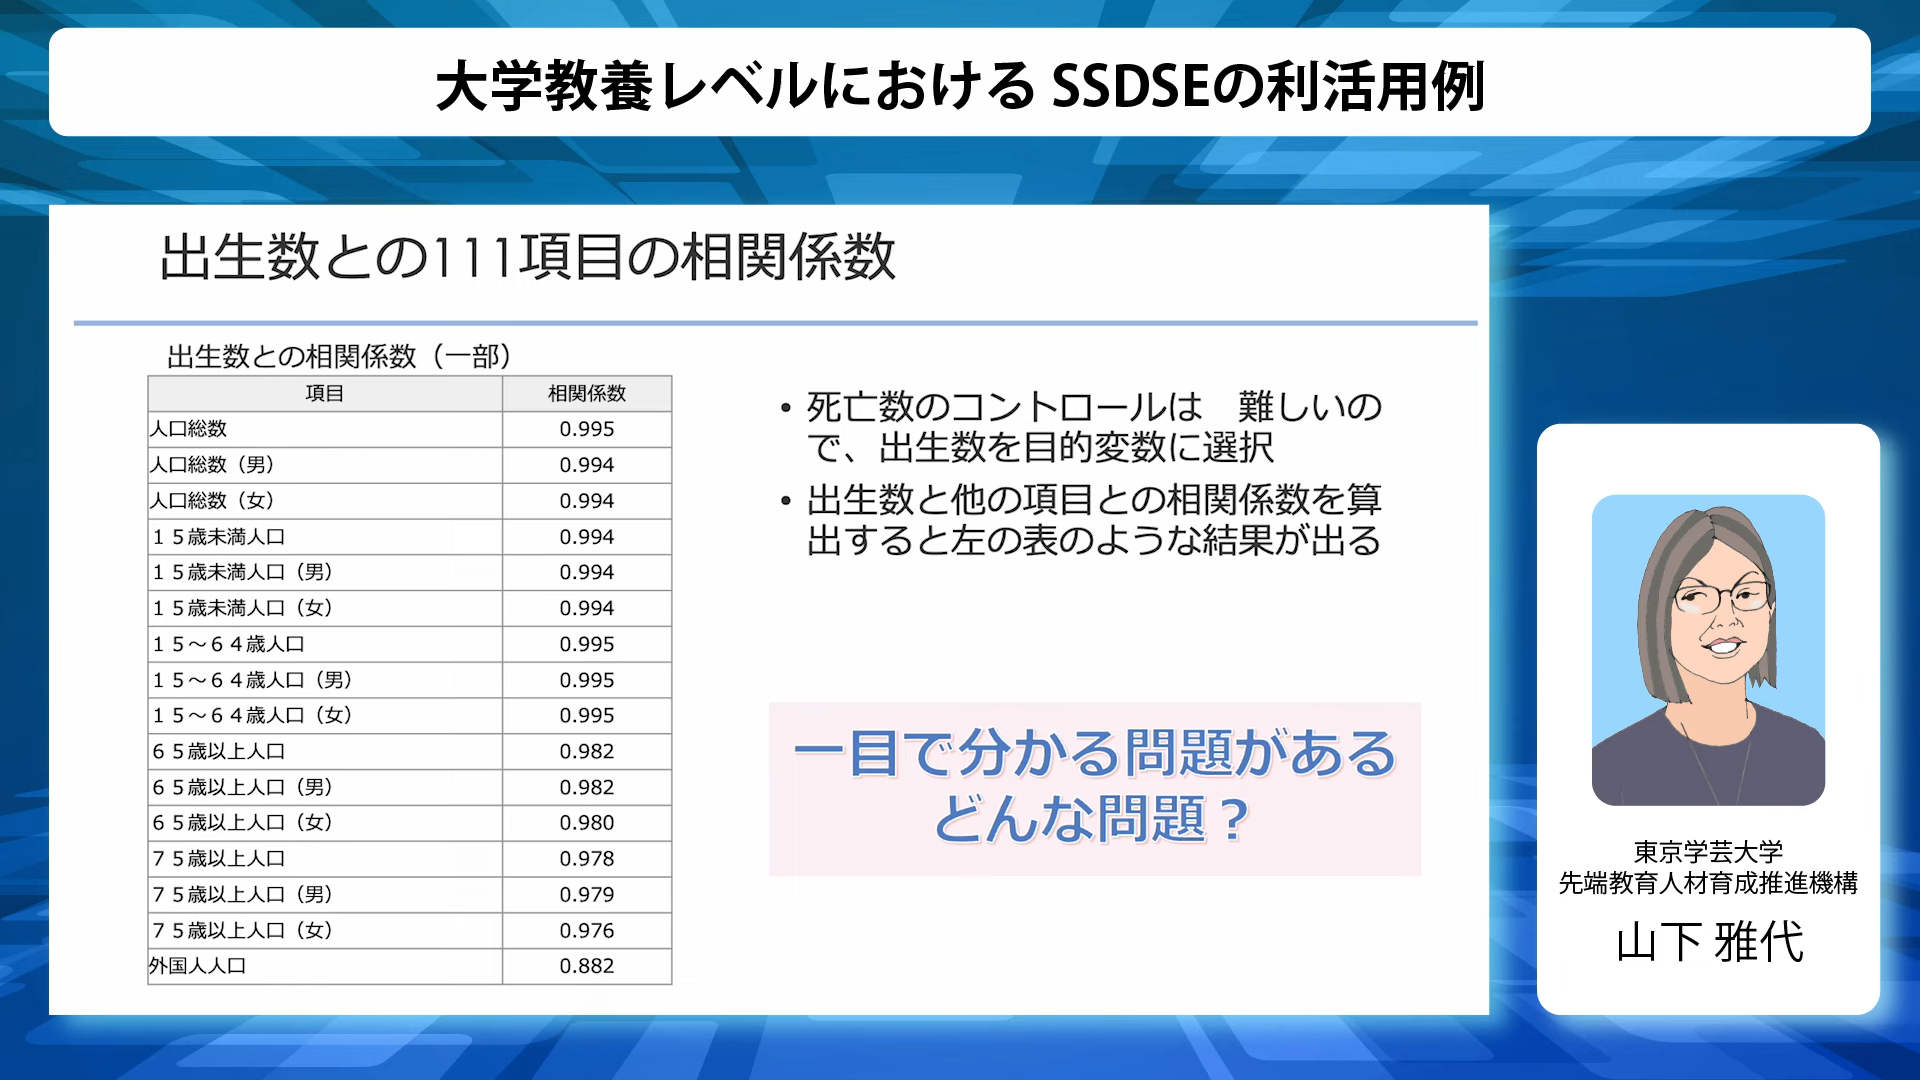 大学教養レベルにおける SSDSEの利活用例
出生数との111項目の相関係数
出生数との相関係数（一部）
項目 相関係数
人口総数 0.995
人口総数（男） 0.994
人口総数（女） 0.994
１５歳未満人口 0.994
１５歳未満人口（男） 0.994
１５歳未満人口（女） 0.994
１５～６４歳人口 0.995
１５～６４歳人口（男） 0.995
１５～６４歳人口（女） 0.995
６５歳以上人口 0.982
６５歳以上人口（男） 0.982
６５歳以上人口（女） 0.980
７５歳以上人口 0.978
７５歳以上人口（男） 0.979
７５歳以上人口（女） 0.976
外国人人口 0.882
• 死亡数のコントロールは　難しいの
で、出生数を目的変数に選択
• 出生数と他の項目との相関係数を算
出すると左の表のような結果が出る
一目で分かる問題がある
どんな問題？
東京学芸大学
先端教育人材育成推進機構
山下 雅代